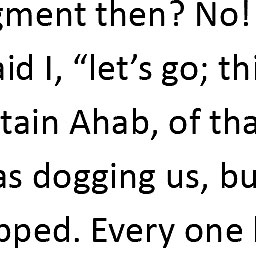 gment then? No!
aid I, “let’s go; thi
tain Ahab, of tha
as dogging us, bu
pped. Every one